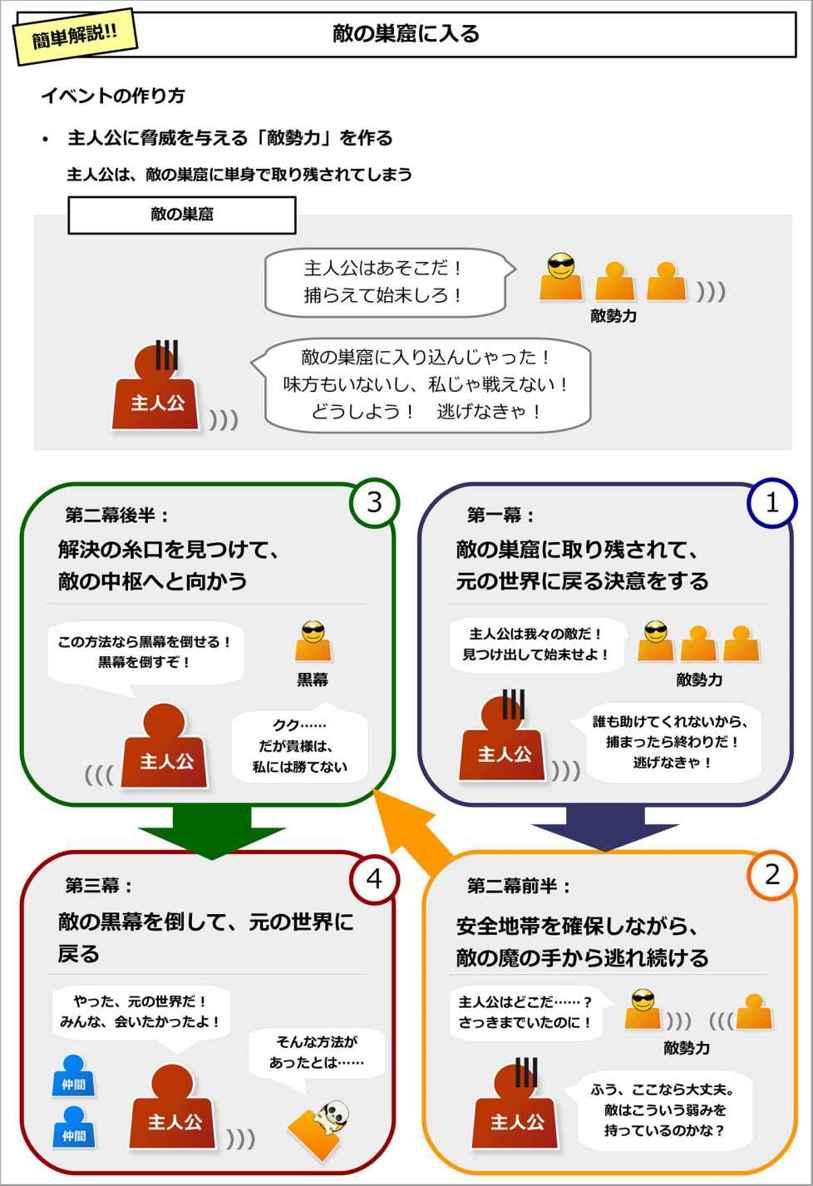 簡単解説!!
敵の巣窟に入る
イベントの作り方
・ 主人公に脅威を与える「敵勢力」を作る
主人公は、敵の巣窟に単身で取り残されてしまう
敵の巣窟
主人公はあそこだ！
捕らえて始末しろ！
敵勢力
敵の巣窟に入り込んじゃった！
味方もいないし、私じゃ戦えない！
どうしよう！　逃げなきゃ！
主人公
1
第一幕：
敵の巣窟に取り残されて、
元の世界に戻る決意をする
主人公は我々の敵だ！
見つけ出して始末せよ！
敵勢力
誰も助けてくれないから、
捕まったら終わりだ！
逃げなきゃ！
主人公
2
第二幕前半：
安全地帯を確保しながら、
敵の魔の手から逃れ続ける
主人公はどこだ……？
さっきまでいたのに！
敵勢力
ふう、ここなら大丈夫。
敵はこういう弱みを
持っているのかな？
主人公
3
第二幕後半：
解決の糸口を見つけて、
敵の中枢へと向かう
この方法なら黒幕を倒せる！
黒幕を倒すぞ！
黒幕
クク……
だが貴様は、
私には勝てない
主人公
4
第三幕：
敵の黒幕を倒して、元の世界に
戻る
やった、元の世界だ！
みんな、会いたかったよ！
そんな方法が
あったとは……
仲間
仲間
主人公